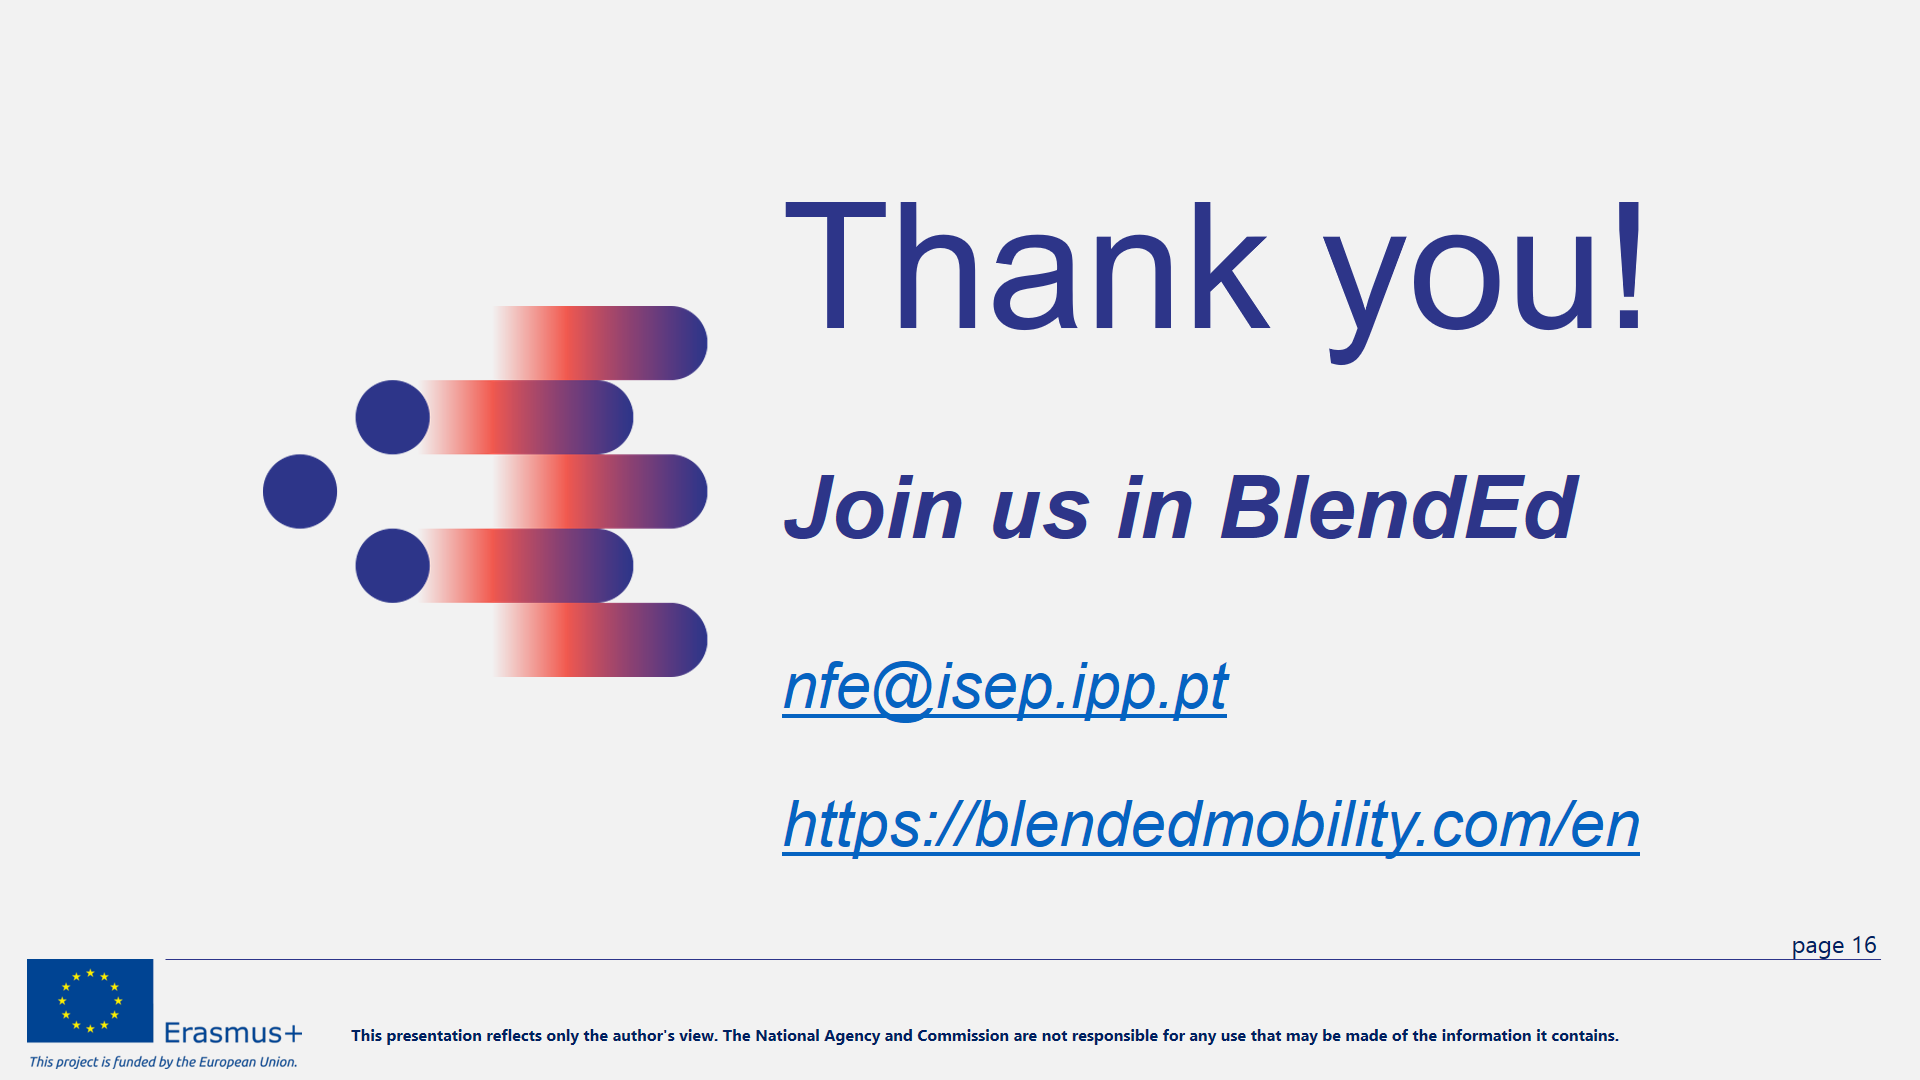 Thank you!
Join us in BlendEd
nfe@isep.ipp.pt
https://blendedmobility.com/en
page 16
Erasmus+
This project is funded by the European Union.
This presentation reflects only the author's view. The National Agency and Commission are not responsible for any use that may be made of the information it contains.